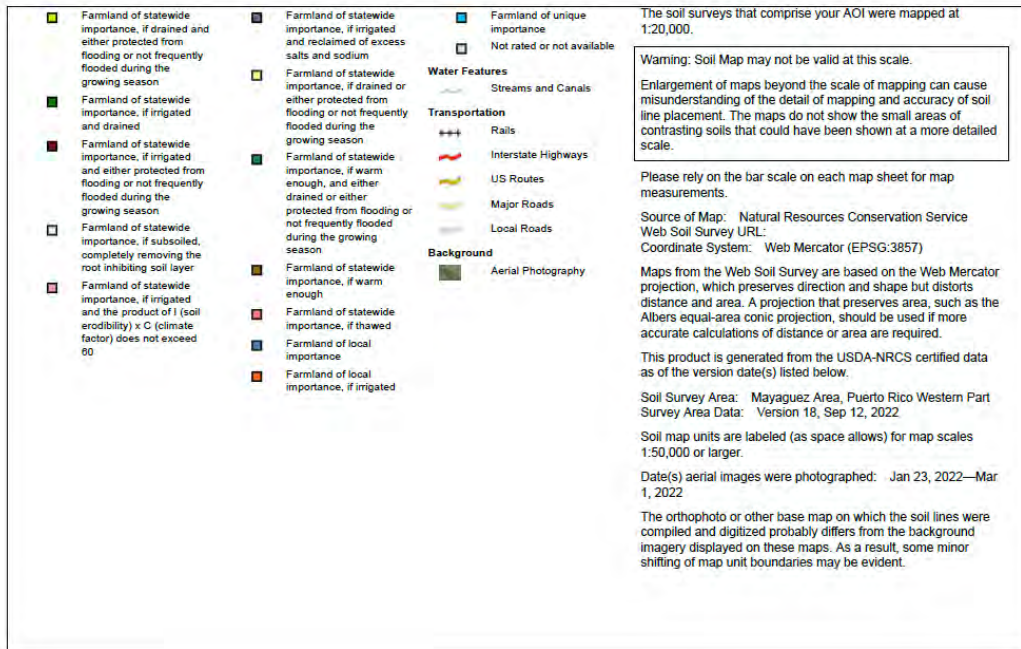 Farmland of statewide
importance, if drained and
either protected from
flooding or not frequently
flooded during the
growing season
Farmland of statewide
importance, if irrigated
and drained
Farmland of statewide
importance, if irrigated
and either protected from
flooding or not frequently
flooded during the
growing season
Farmland of statewide
importance, if subsoiled,
completely removing the
root inhibiting soil layer
Farmland of statewide
importance, if irrigated
and the product of I (soil
erodibility) x C (climate
factor) does not exceed
60
Farmland of statewide
importance, if irrigated
and reclaimed of excess
salts and sodium
Farmland of statewide
importance, if drained or
either protected from
flooding or not frequently
flooded during the
growing season
Farmland of statewide
importance, if warm
enough, and either
drained or either
protected from flooding or
not frequently flooded
during the growing
season
Farmland of statewide
importance, if warm
enough
Farmland of statewide
importance, if thawed
Farmland of local
importance
Farmland of local
importance, if irrigated
Farmland of unique
importance
Not rated or not available
Water Features
Streams and Canals
Transportation
Rails
Interstate Highways
US Routes
Major Roads
Local Roads
Background
Aerial Photography
The soil surveys that comprise your AOI were mapped at
1:20,000.
Warning: Soil Map may not be valid at this scale.
Enlargement of maps beyond the scale of mapping can cause
misunderstanding of the detail of mapping and accuracy of soil
line placement. The maps do not show the small areas of
contrasting soils that could have been shown at a more detailed
scale.
Please rely on the bar scale on each map sheet for map
measurements.
Source of Map: Natural Resources Conservation Service
Web Soil Survey URL:
Coordinate System: Web Mercator (EPSG:3857)
Maps from the Web Soil Survey are based on the Web Mercator
projection, which preserves direction and shape but distorts
distance and area. A projection that preserves area, such as the
Albers equal-area conic projection, should be used if more
accurate calculations of distance or area are required.
This product is generated from the USDA-NRCS certified data
as of the version date(s) listed below.
Soil Survey Area: Mayaguez Area, Puerto Rico Western Part
Survey Area Data: Version 18, Sep 12, 2022
Soil map units are labeled (as space allows) for map scales
1:50,000 or larger.
Date(s) aerial images were photographed: Jan 23, 2022—Mar
1, 2022
The orthophoto or other base map on which the soil lines were
compiled and digitized probably differs from the background
imagery displayed on these maps. As a result, some minor
shifting of map unit boundaries may be evident.